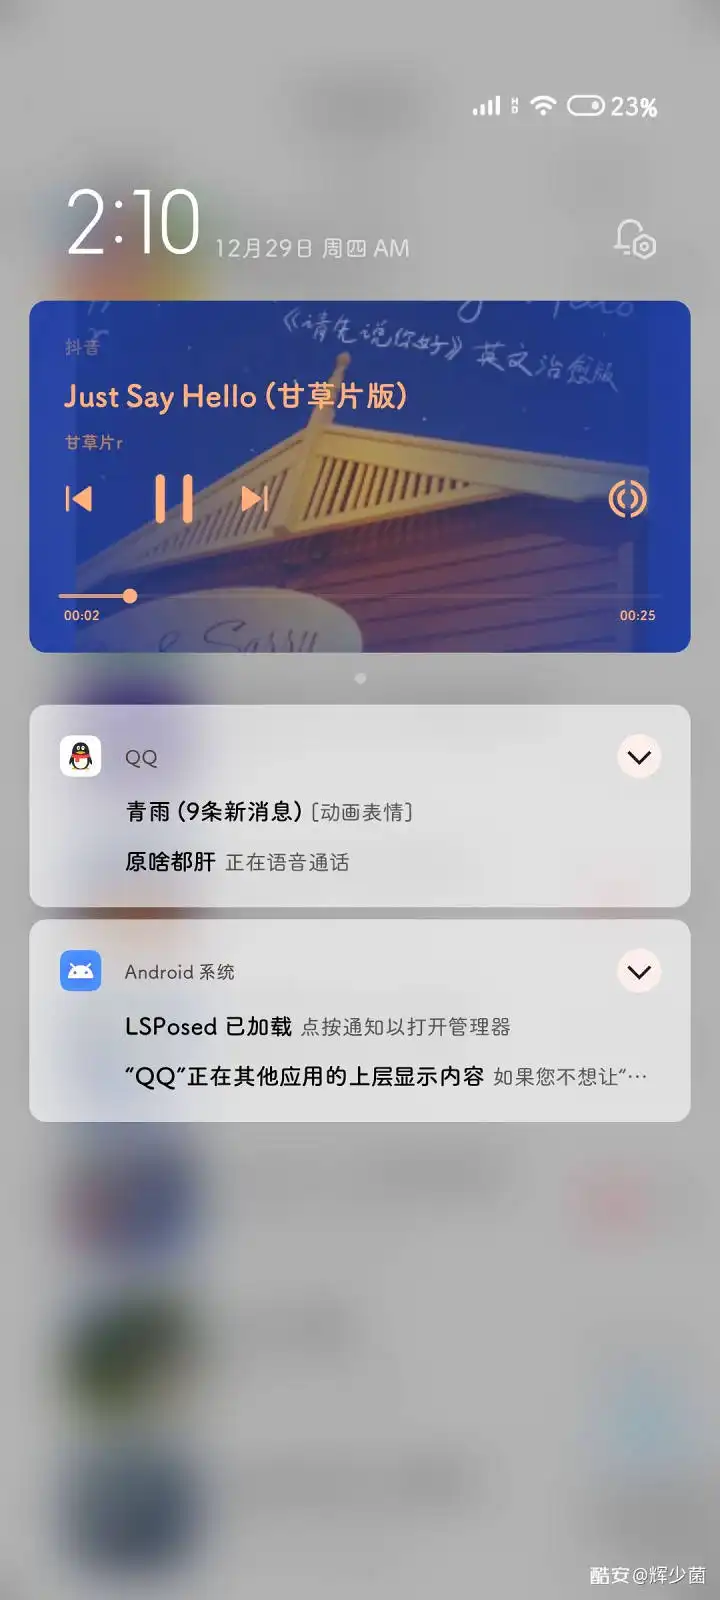 HD 23%
2:10 12月29日 周四 AM
《请先说你好》英文治愈版
抖音
Just Say Hello (甘草片版)
甘草片r
00:02 00:25
QQ
青雨 (9条新消息) [动画表情]
原啥都肝 正在语音通话
Android 系统
LSPosed 已加载 点按通知以打开管理器
“QQ”正在其他应用的上层显示内容 如果您不想让“…
酷安@辉少菌